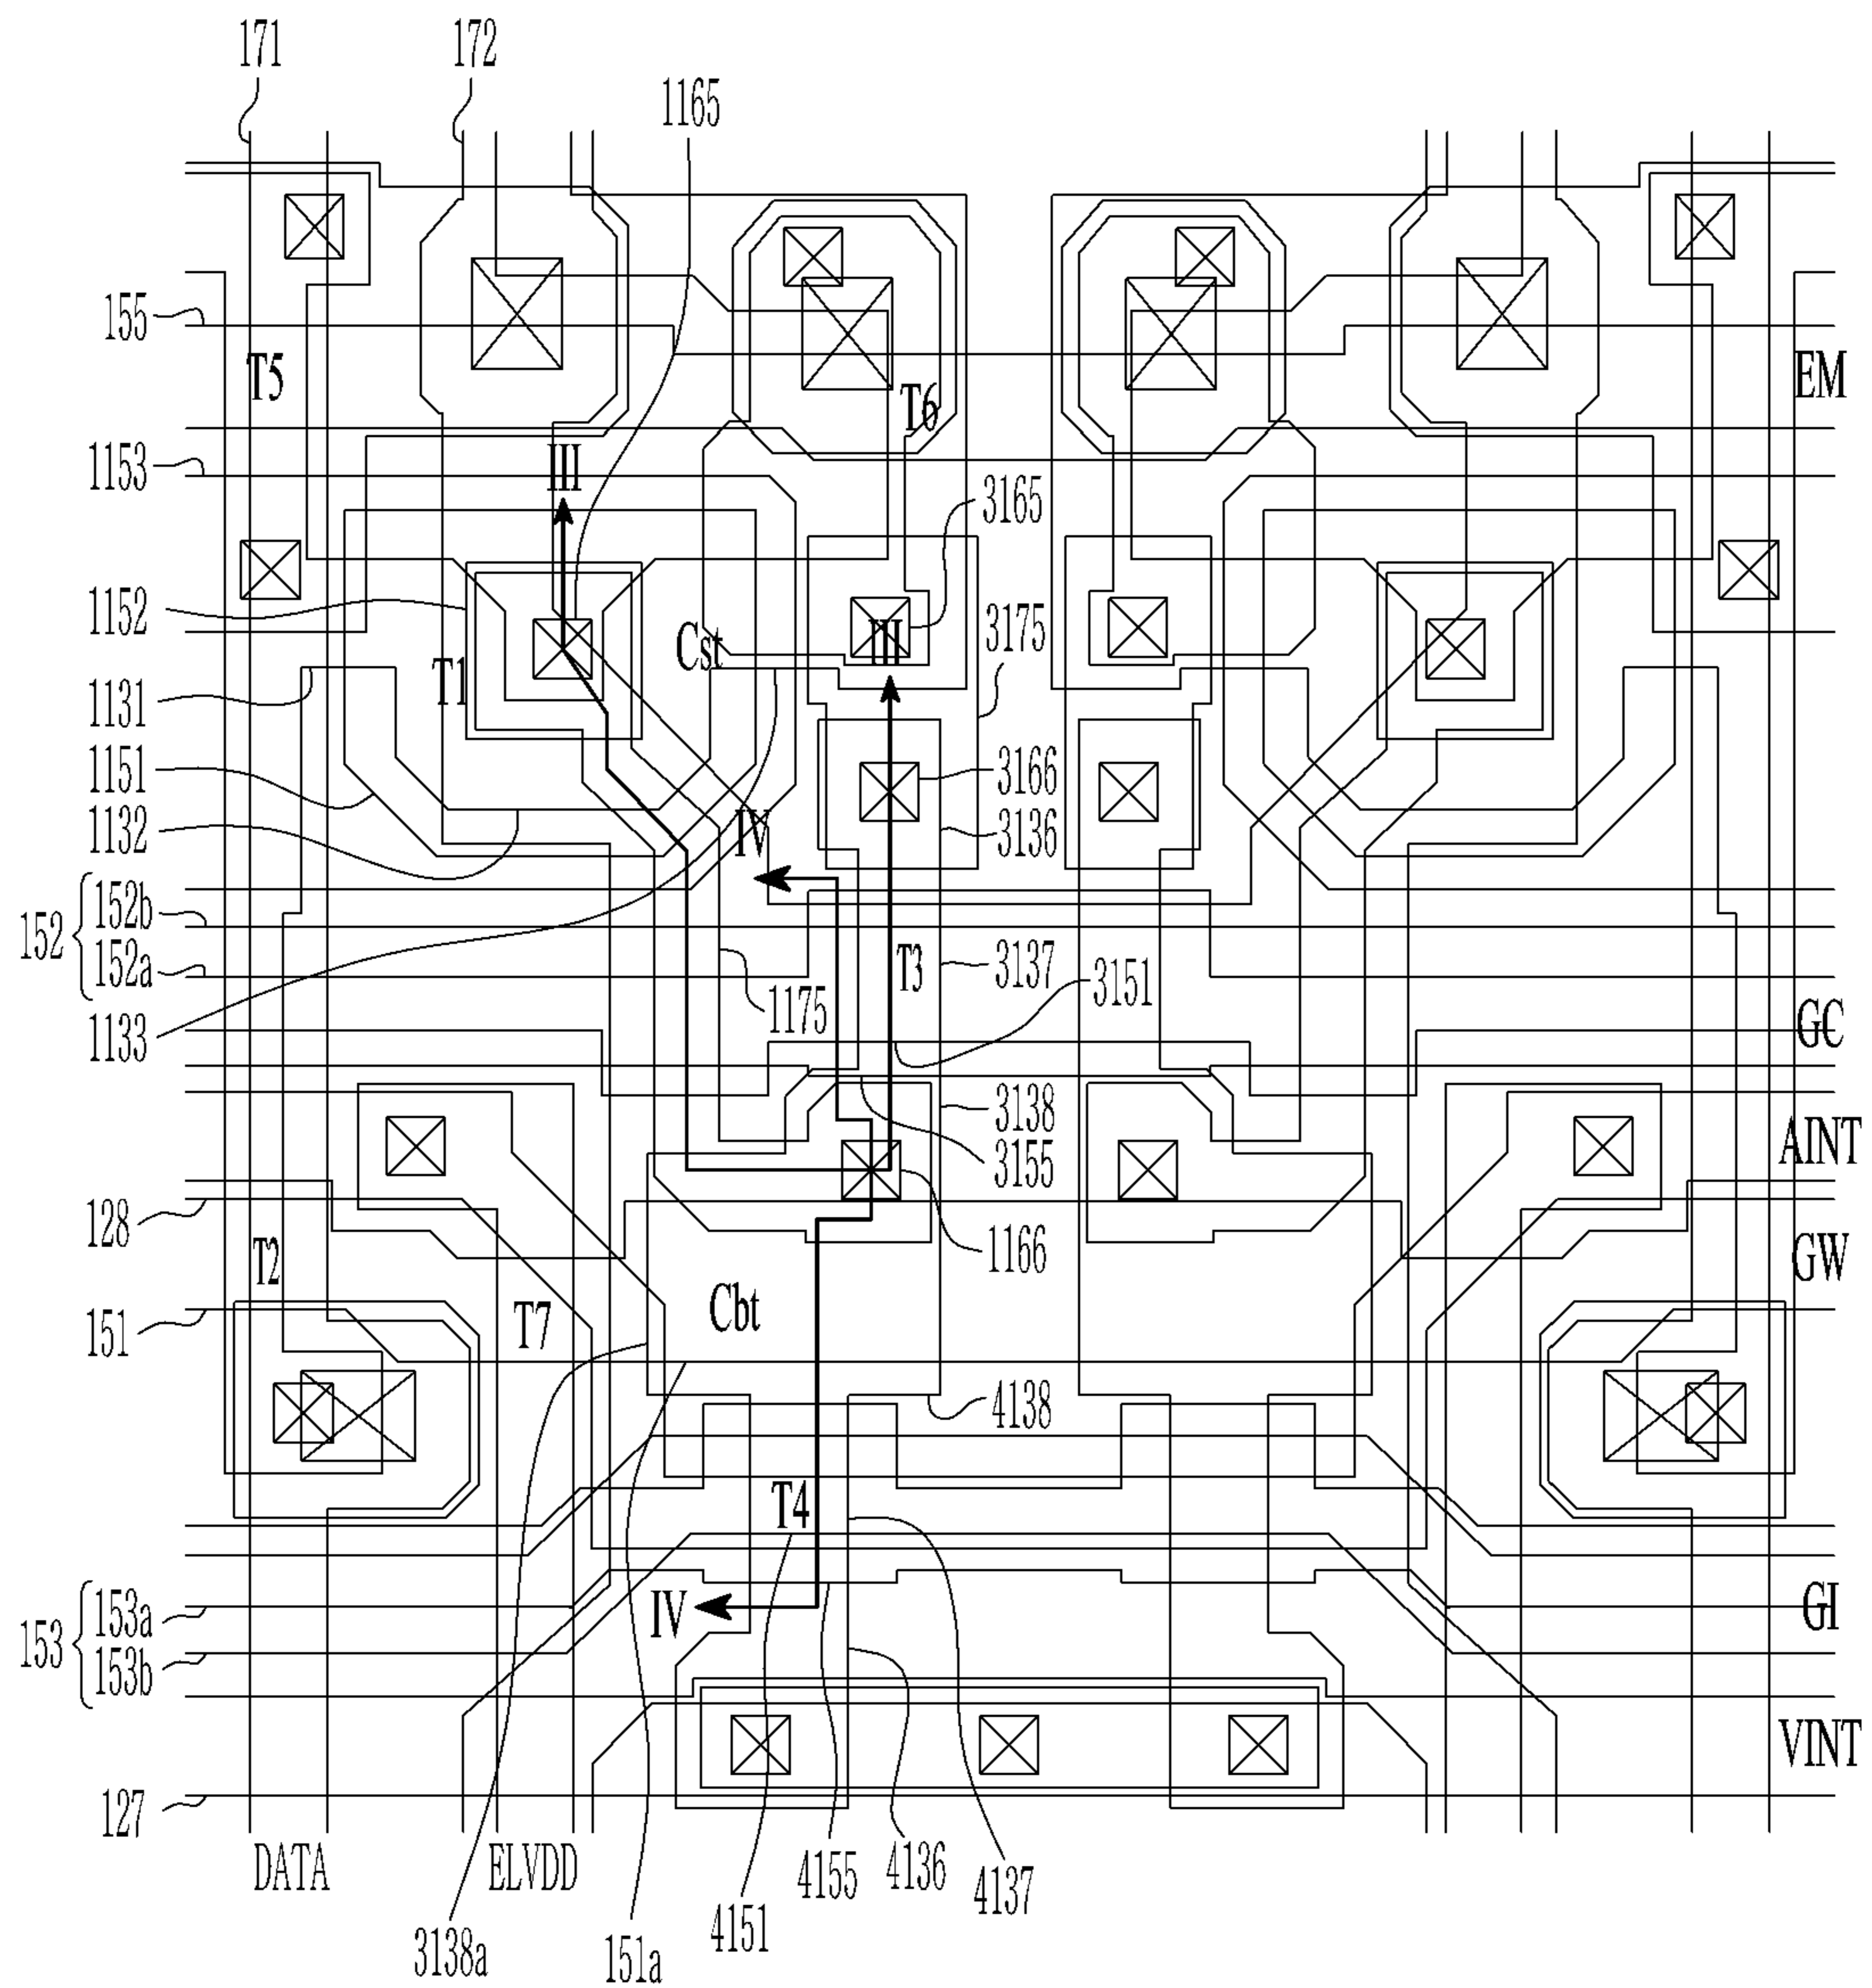 171
172
1165
155
T5
EM
T6
1153
III
3165
1152
3175
III
Cst
T1
1131
1151
3166
1132
IV
3136
152
152b
152a
T3
3137
3151
1175
GC
1133
3138
AINT
3155
128
T2
1166
GW
Cbt
T7
151
4138
T4
153
153a
153b
IV
GI
VINT
127
DATA
ELVDD
4155
4136
4137
4151
3138a
151a